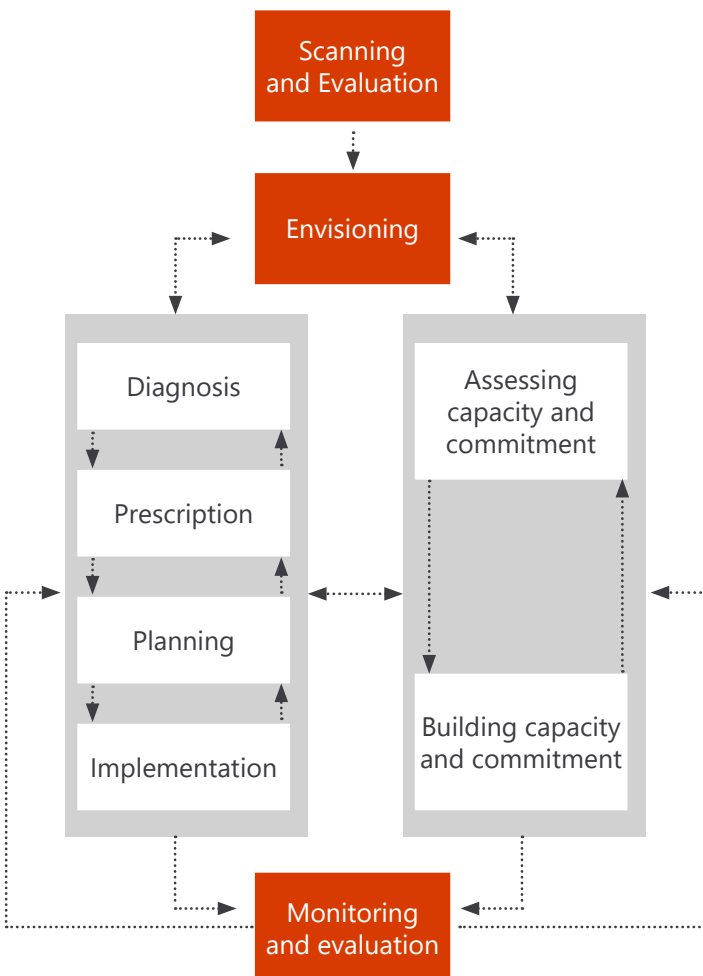 Scanning
and Evaluation
Envisioning
Diagnosis
Prescription
Planning
Implementation
Assessing
capacity and
commitment
Building capacity
and commitment
Monitoring
and evaluation